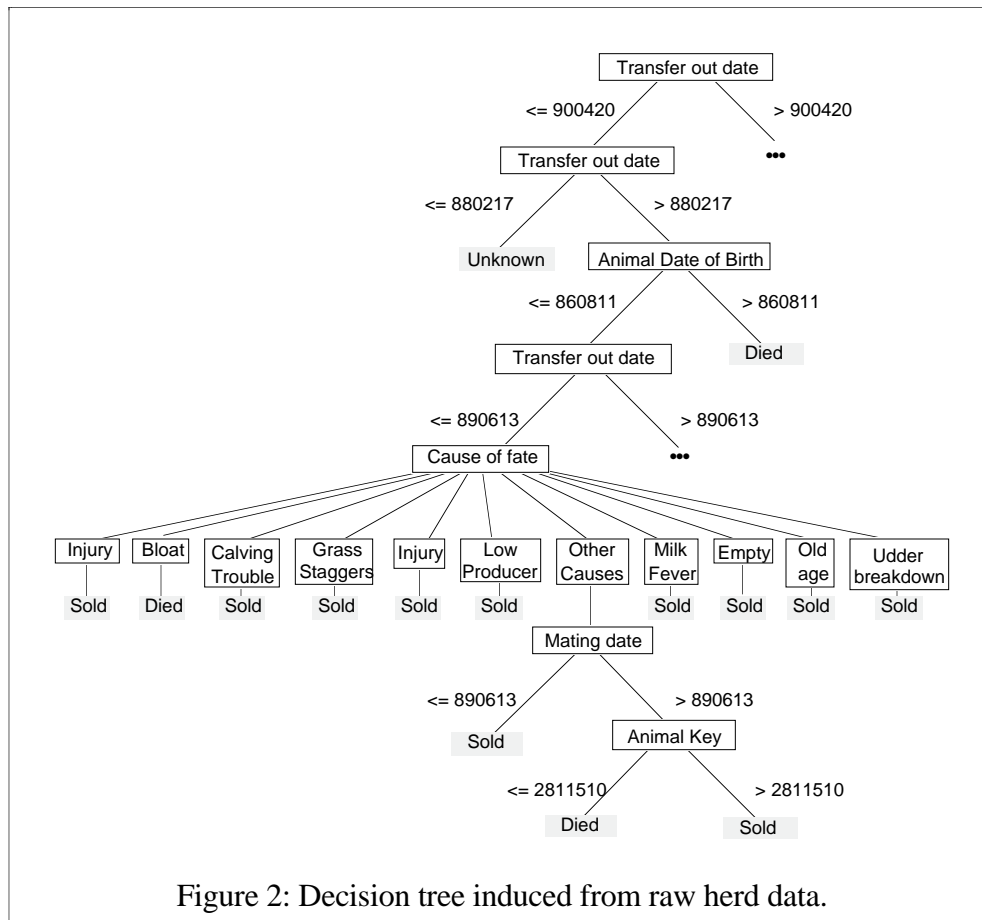 Transfer out date
<= 900420 > 900420
•••
Transfer out date
<= 880217 > 880217
Unknown Animal Date of Birth
<= 860811 > 860811
Transfer out date Died
<= 890613 > 890613
Cause of fate •••
Injury Bloat Calving Trouble Grass Staggers Injury Low Producer Other Causes Milk Fever Empty Old age Udder breakdown
Sold Died Sold Sold Sold Sold Sold Sold Sold Sold
Mating date
<= 890613 > 890613
Sold Animal Key
<= 2811510 > 2811510
Died Sold
Figure 2: Decision tree induced from raw herd data.